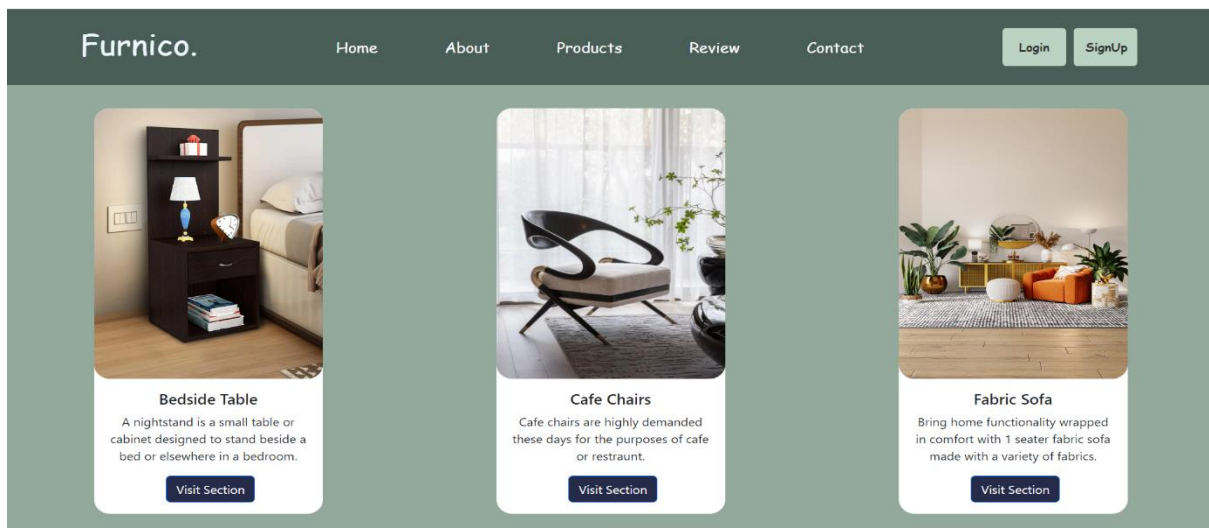 Furnico.
Home
About
Products
Review
Contact
Login
SignUp
Bedside Table
A nightstand is a small table or
cabinet designed to stand beside a
bed or elsewhere in a bedroom.
Visit Section
Cafe Chairs
Cafe chairs are highly demanded
these days for the purposes of cafe
or restraunt.
Visit Section
Fabric Sofa
Bring home functionality wrapped
in comfort with 1 seater fabric sofa
made with a variety of fabrics.
Visit Section